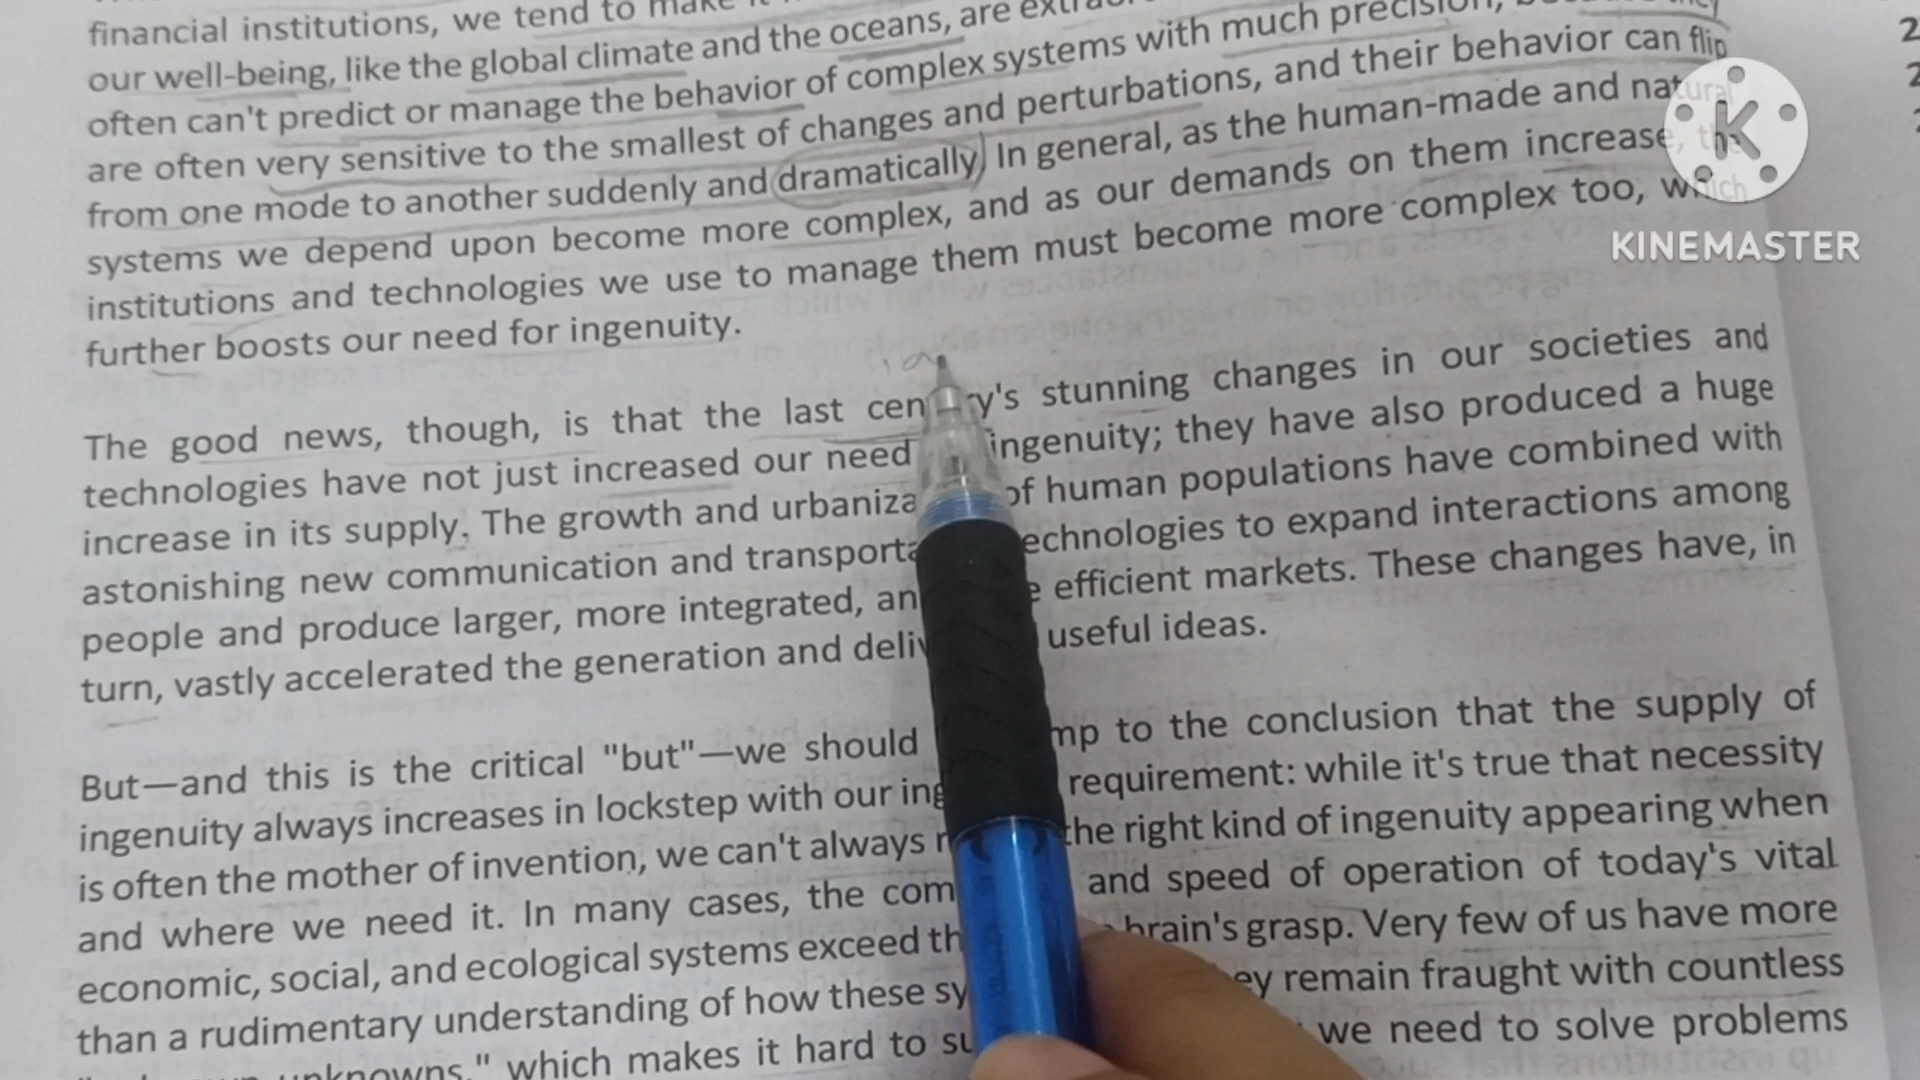 financial institutions, we tend to make it
our well-being, like the global climate and the oceans, are
often can't predict or manage the behavior of complex systems with much precision,
are often very sensitive to the smallest of changes and perturbations, and their behavior can flip
from one mode to another suddenly and dramatically. In general, as the human-made and natural
systems we depend upon become more complex, and as our demands on them increase, the
institutions and technologies we use to manage them must become more complex too, which
further boosts our need for ingenuity.
The good news, though, is that the last cen ry's stunning changes in our societies and
technologies have not just increased our need ingenuity; they have also produced a huge
increase in its supply. The growth and urbaniza of human populations have combined with
astonishing new communication and transporta echnologies to expand interactions among
people and produce larger, more integrated, an e efficient markets. These changes have, in
turn, vastly accelerated the generation and deliv useful ideas.
But—and this is the critical "but"—we should mp to the conclusion that the supply of
ingenuity always increases in lockstep with our ing requirement: while it's true that necessity
is often the mother of invention, we can't always r the right kind of ingenuity appearing when
and where we need it. In many cases, the com and speed of operation of today's vital
economic, social, and ecological systems exceed th brain's grasp. Very few of us have more
than a rudimentary understanding of how these sy ey remain fraught with countless
unknowns," which makes it hard to su we need to solve problems
K
KINEMASTER